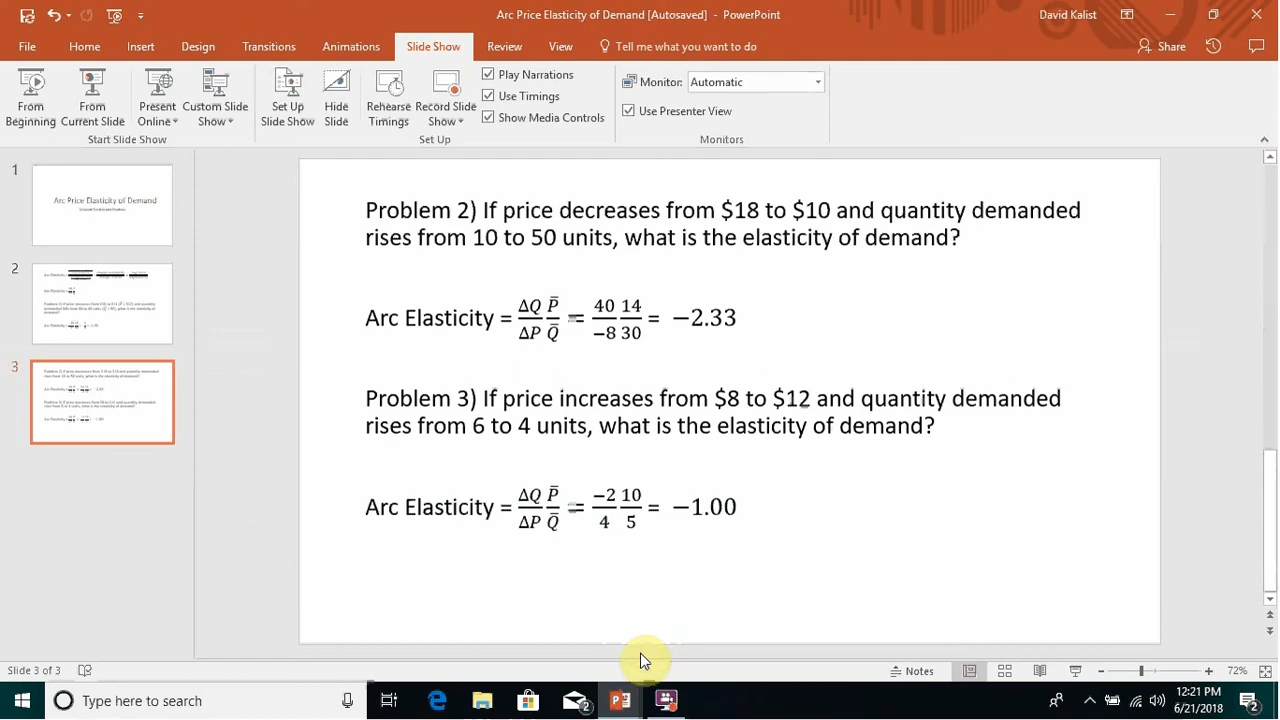 Arc Price Elasticity of Demand [Autosaved] - PowerPoint
David Kalist
File Home Insert Design Transitions Animations Slide Show Review View Tell me what you want to do Share
From Beginning
From Current Slide
Present Online
Custom Slide Show
Start Slide Show
Set Up Slide Show
Hide Slide
Rehearse Timings
Record Slide Show
Play Narrations
Use Timings
Show Media Controls
Set Up
Monitor: Automatic
Use Presenter View
Monitors
1
Arc Price Elasticity of Demand
2
3
Problem 2) If price decreases from $18 to $10 and quantity demanded
rises from 10 to 50 units, what is the elasticity of demand?
Arc Elasticity = ΔQ/ΔP P̄/Q̄ = 40/−8 14/30 = −2.33
Problem 3) If price increases from $8 to $12 and quantity demanded
rises from 6 to 4 units, what is the elasticity of demand?
Arc Elasticity = ΔQ/ΔP P̄/Q̄ = −2/4 10/5 = −1.00
Slide 3 of 3
Notes
72%
Type here to search
2
12:21 PM
6/21/2018
2